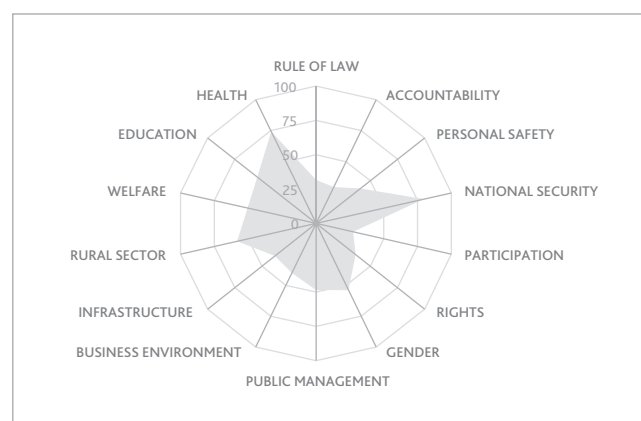 RULE OF LAW
100
HEALTH
ACCOUNTABILITY
75
EDUCATION
PERSONAL SAFETY
50
WELFARE
NATIONAL SECURITY
25
0
RURAL SECTOR
PARTICIPATION
INFRASTRUCTURE
RIGHTS
BUSINESS ENVIRONMENT
GENDER
PUBLIC MANAGEMENT